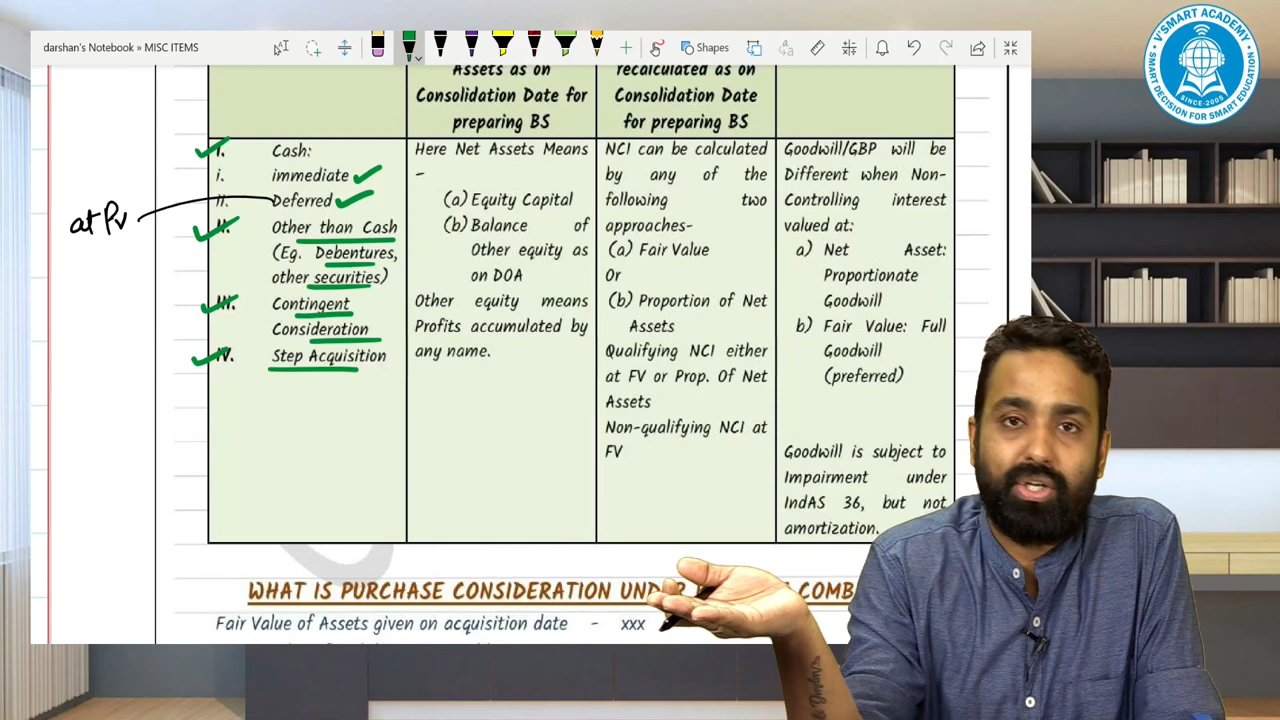 darshan's Notebook » MISC ITEMS
Shapes
V'SMART ACADEMY
SMART DECISION FOR SMART EDUCATION
SINCE-2005
Assets as on
Consolidation Date for
preparing BS
recalculated as on
Consolidation Date
for preparing BS
I. Cash:
i. immediate
ii. Deferred
at PV
II. Other than Cash
(Eg. Debentures,
other securities)
III. Contingent
Consideration
IV. Step Acquisition
Here Net Assets Means
-
(a) Equity Capital
(b) Balance of
Other equity as
on DOA
Other equity means
Profits accumulated by
any name.
NCI can be calculated
by any of the
following two
approaches-
(a) Fair Value
Or
(b) Proportion of Net
Assets
Qualifying NCI either
at FV or Prop. Of Net
Assets
Non-qualifying NCI at
FV
Goodwill/GBP will be
Different when Non-
Controlling interest
valued at:
a) Net Asset:
Proportionate
Goodwill
b) Fair Value: Full
Goodwill
(preferred)
Goodwill is subject to
Impairment under
IndAS 36, but not
amortization.
WHAT IS PURCHASE CONSIDERATION UND
COMB
Fair Value of Assets given on acquisition date - xxx